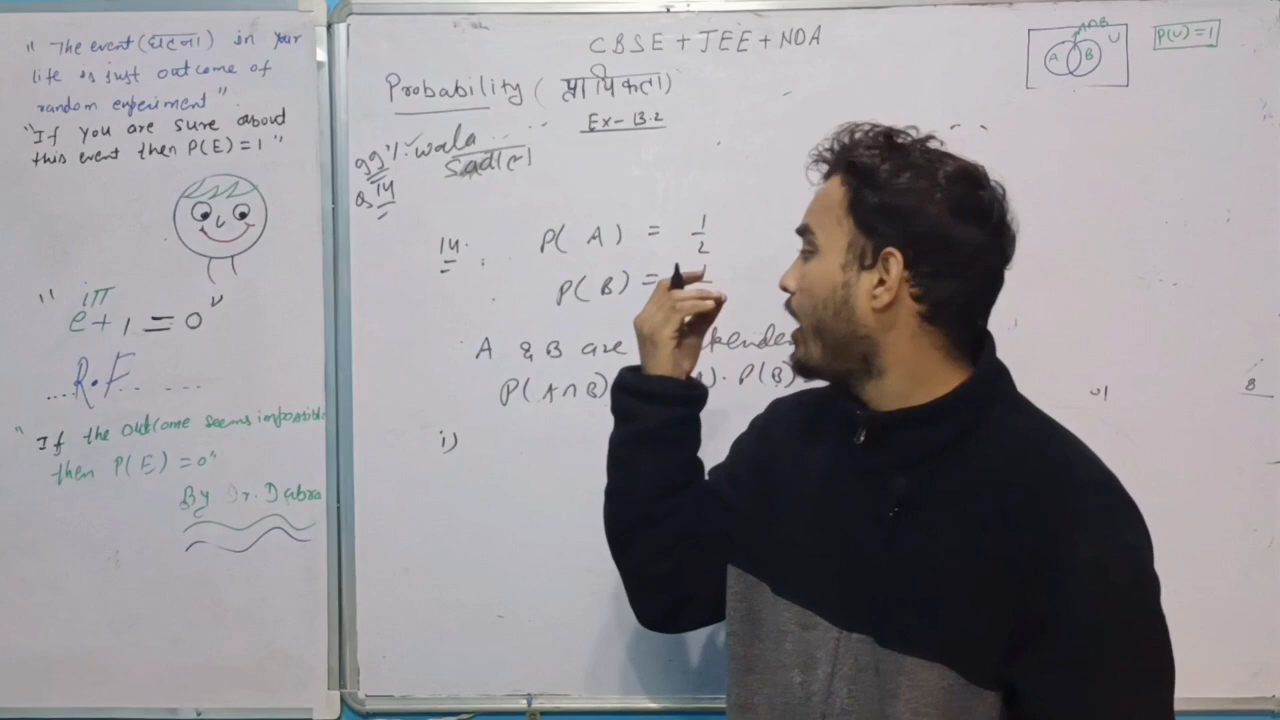 " The event (घटना) in your
life is just outcome of
random experiment".
"If you are sure about
this event then P(E) = 1 "
" e^iπ + 1 = 0 "
....R.F.......
"If the outcome seems impossible
then P(E) = 0"
By Dr. Dabra
CBSE + JEE + NDA
Probability ( प्रायिकता)
Ex - 13.2
99%. wala
Q 14
14. P( A ) = 1/2
P( B ) =
A & B are
P( A ∩ B) ). P(B)
i)
A∩B
A B U
P(U) = 1
B